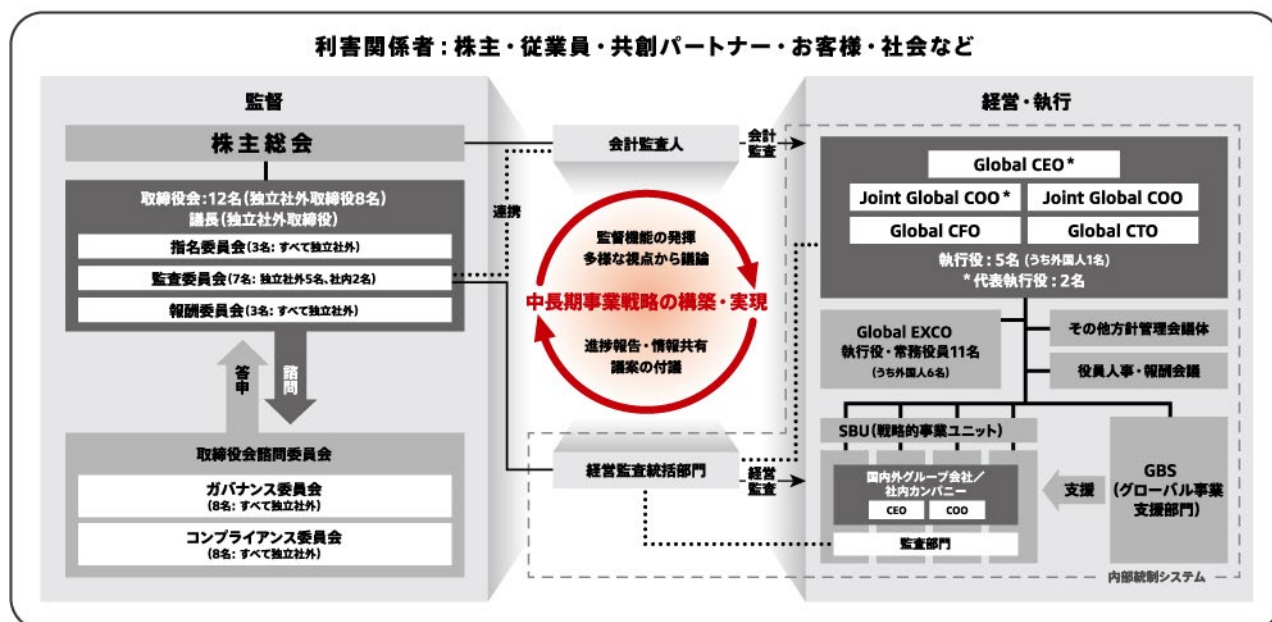 利害関係者：株主・従業員・共創パートナー・お客様・社会など
監督
株主総会
取締役会：12名（独立社外取締役8名）
議長（独立社外取締役）
指名委員会（3名：すべて独立社外）
監査委員会（7名：独立社外5名、社内2名）
報酬委員会（3名：すべて独立社外）
答申
諮問
取締役会諮問委員会
ガバナンス委員会
（8名：すべて独立社外）
コンプライアンス委員会
（8名：すべて独立社外）
会計監査人
会計
監査
連携
監督機能の発揮
多様な視点から議論
中長期事業戦略の構築・実現
進捗報告・情報共有
議案の付議
経営監査統括部門
経営
監査
経営・執行
Global CEO*
Joint Global COO*
Joint Global COO
Global CFO
Global CTO
執行役：5名（うち外国人1名）
*代表執行役：2名
Global EXCO
執行役・常務役員11名
（うち外国人6名）
その他方針管理会議体
役員人事・報酬会議
SBU（戦略的事業ユニット）
国内外グループ会社／
社内カンパニー
CEO
COO
監査部門
支援
GBS
（グローバル事業
支援部門）
内部統制システム